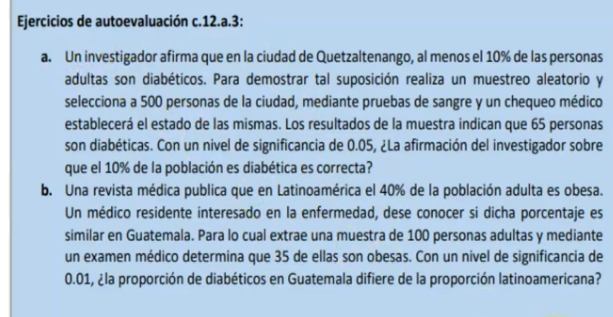 Ejercicios de autoevaluación c.12.a.3:
a. Un investigador afirma que en la ciudad de Quetzaltenango, al menos el 10% de las personas
adultas son diabéticos. Para demostrar tal suposición realiza un muestreo aleatorio y
selecciona a 500 personas de la ciudad, mediante pruebas de sangre y un chequeo médico
establecerá el estado de las mismas. Los resultados de la muestra indican que 65 personas
son diabéticas. Con un nivel de significancia de 0.05, ¿La afirmación del investigador sobre
que el 10% de la población es diabética es correcta?
b. Una revista médica publica que en Latinoamérica el 40% de la población adulta es obesa.
Un médico residente interesado en la enfermedad, dese conocer si dicha porcentaje es
similar en Guatemala. Para lo cual extrae una muestra de 100 personas adultas y mediante
un examen médico determina que 35 de ellas son obesas. Con un nivel de significancia de
0.01, ¿la proporción de diabéticos en Guatemala difiere de la proporción latinoamericana?